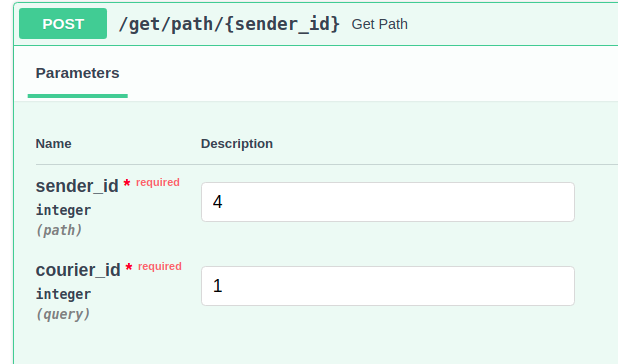 POST /get/path/{sender_id} Get Path
Parameters
Name Description
sender_id * required
integer
(path)
4
courier_id * required
integer
(query)
1